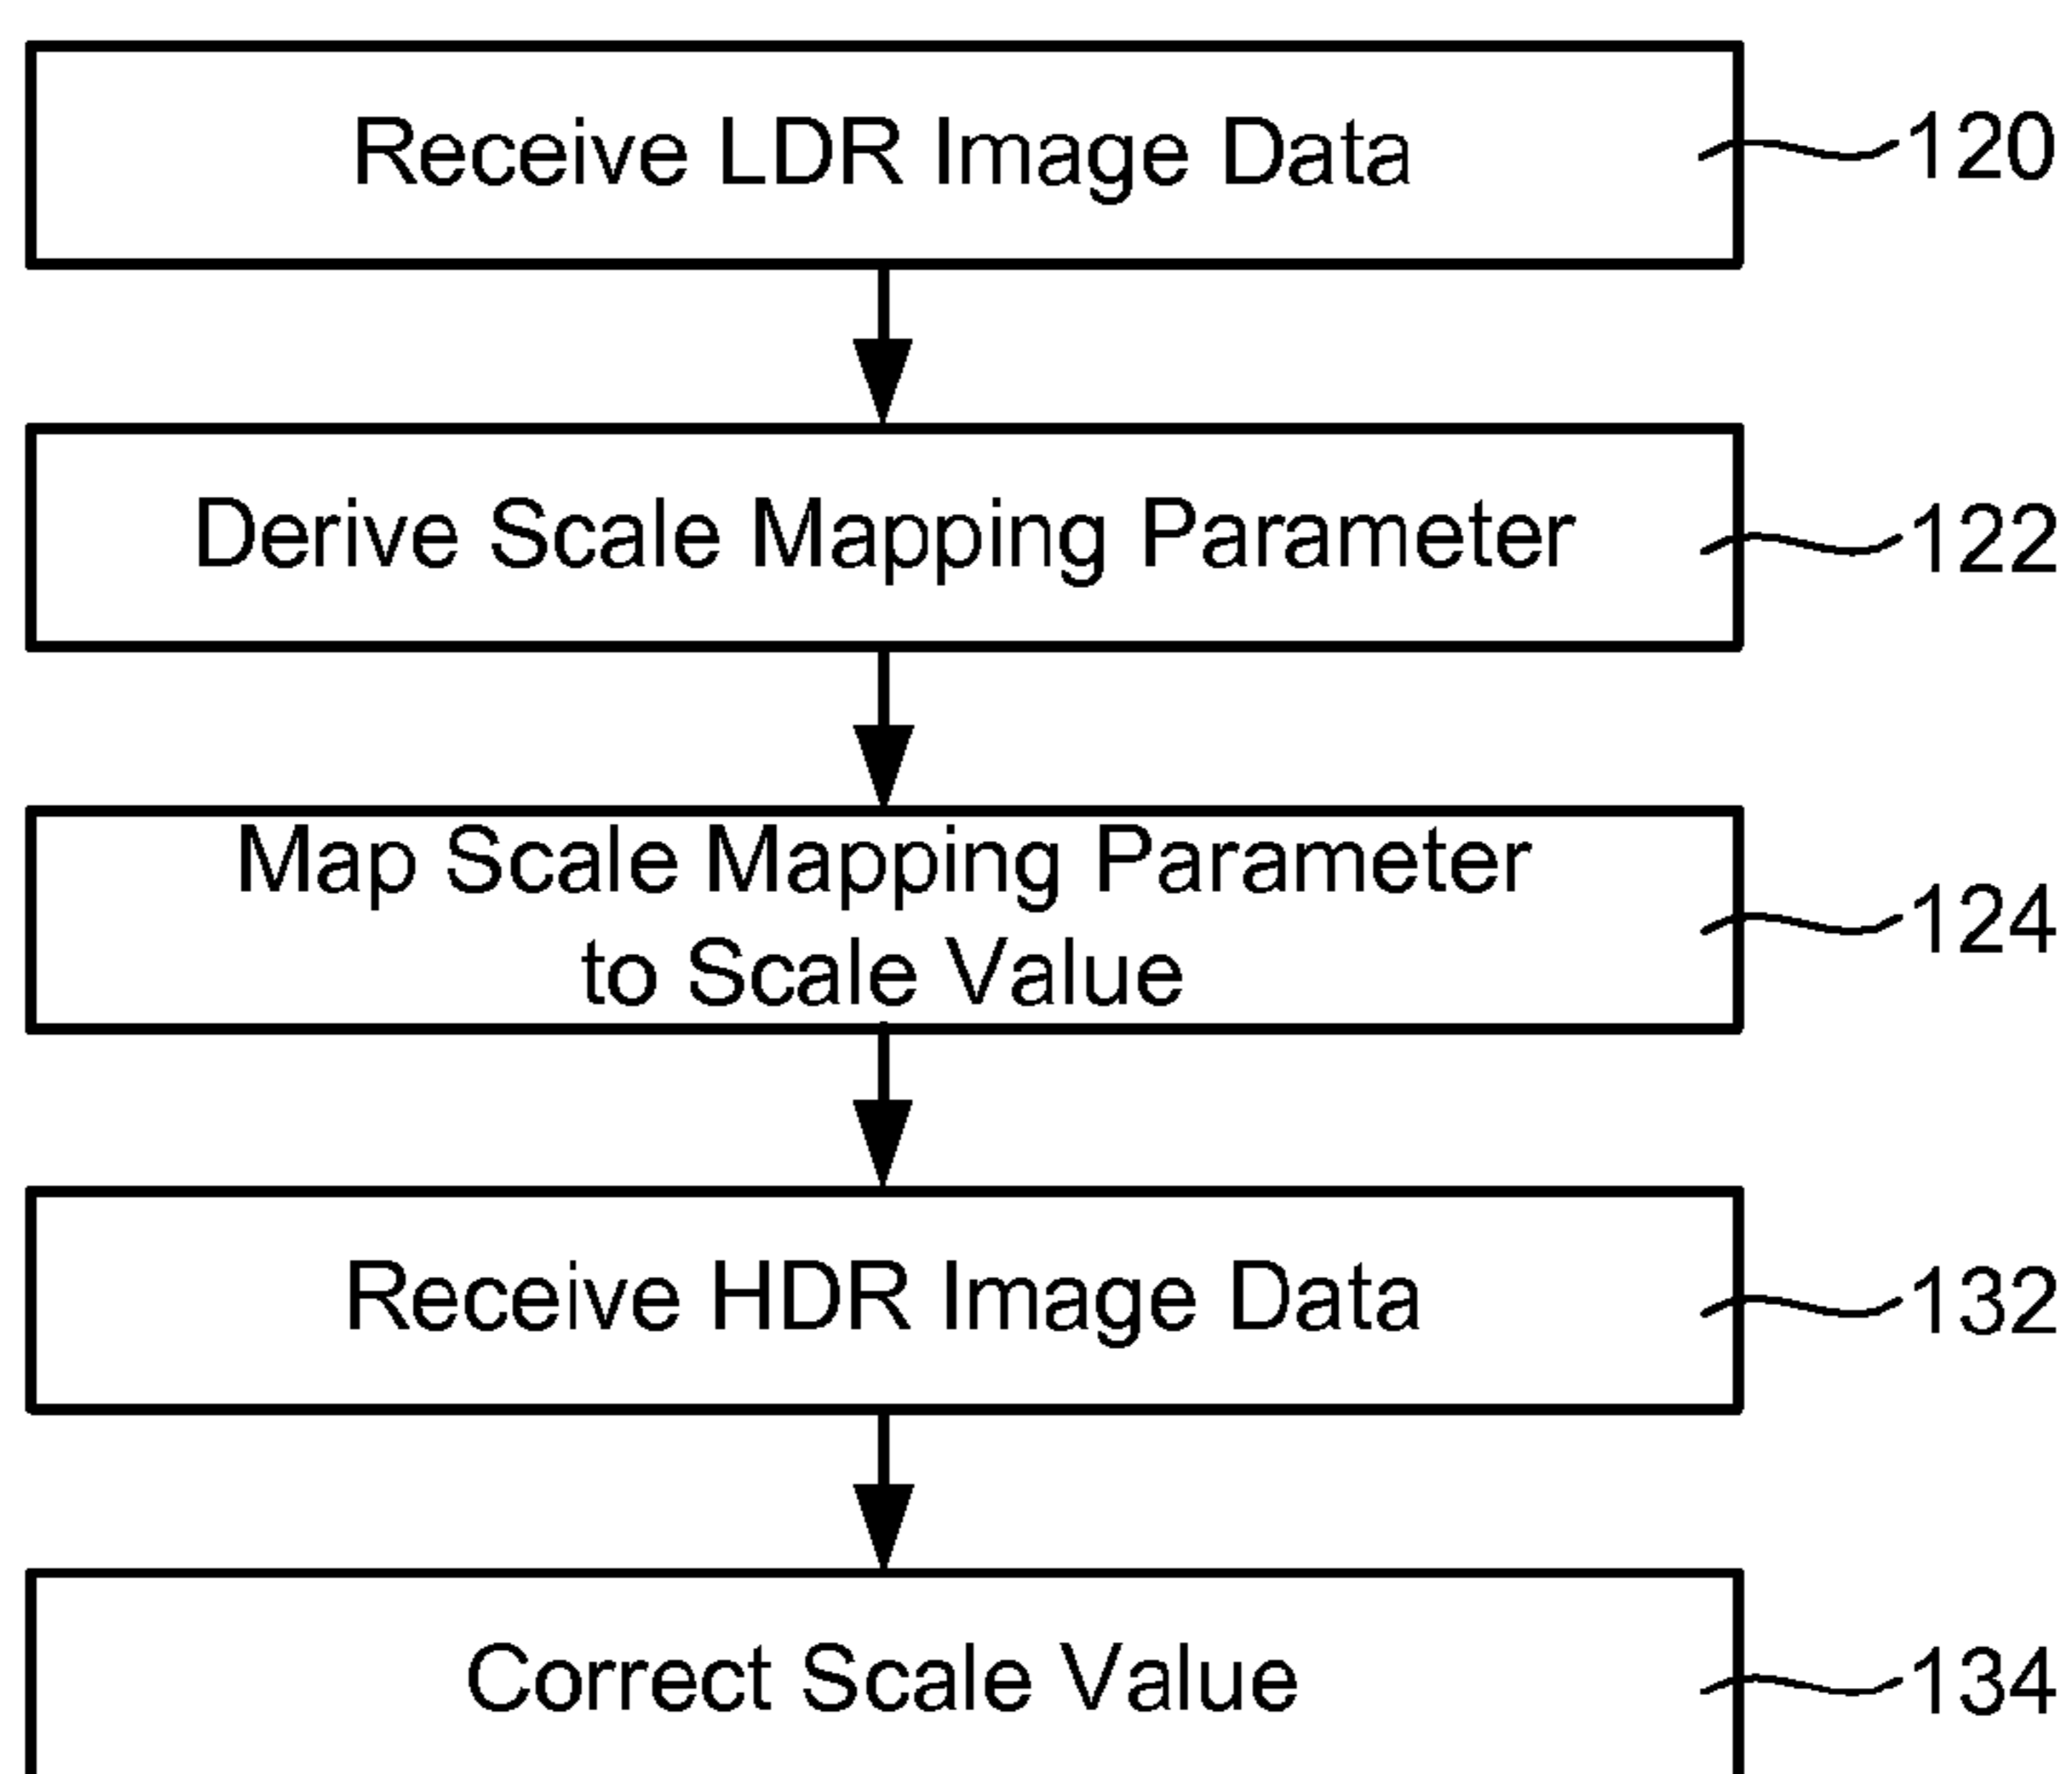 Receive LDR Image Data
120
Derive Scale Mapping Parameter
122
Map Scale Mapping Parameter
to Scale Value
124
Receive HDR Image Data
132
Correct Scale Value
134